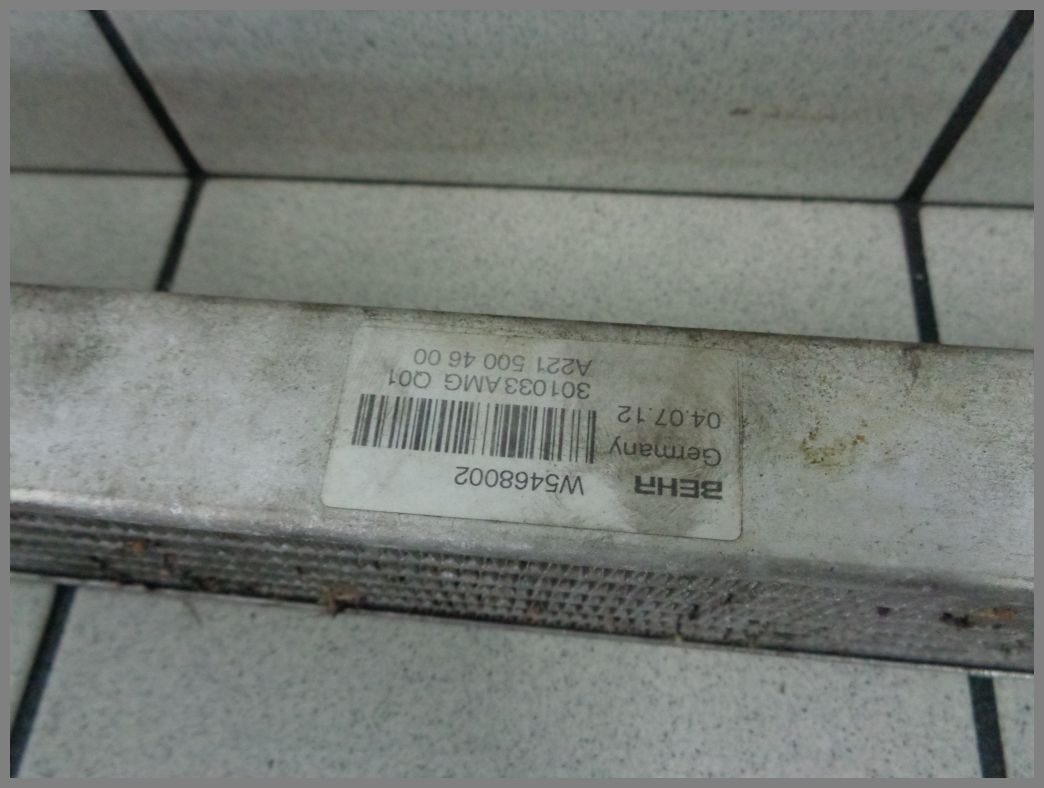 BEHR W5468002
Germany
04.07.12
301033AMG Q01
A221 500 46 00